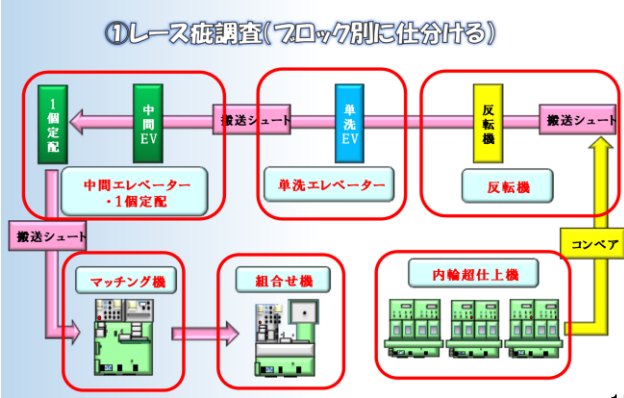 ①レース疵調査(ブロック別に仕分ける)
1個定配
中間EV
搬送シュート
単洗EV
反転機
搬送シュート
中間エレベーター
・1個定配
単洗エレベーター
反転機
搬送シュート
コンベア
マッチング機
組合せ機
内輪超仕上機